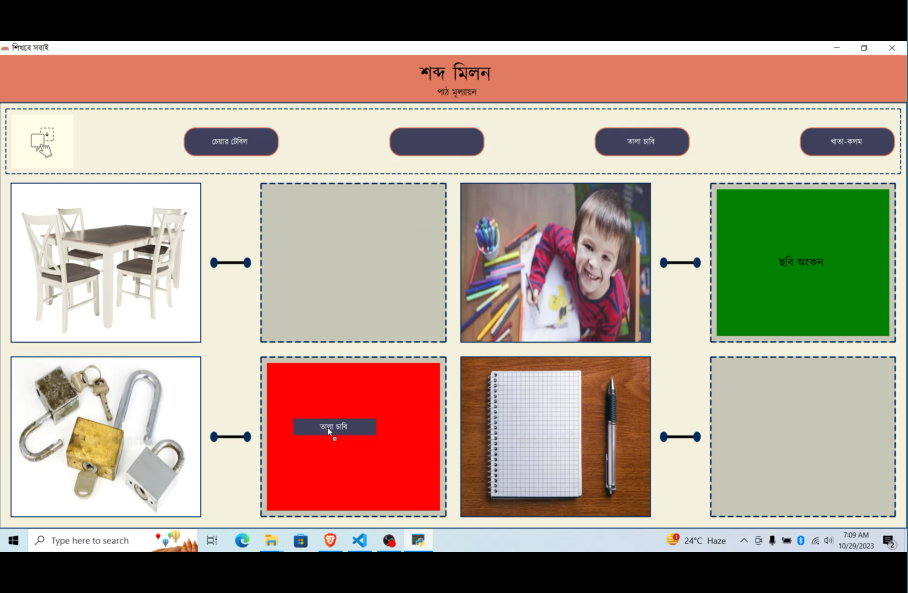 শিখবে সবাই
শব্দ মিলন
পাঠ মূল্যায়ন
চেয়ার টেবিল
তালা চাবি
খাতা-কলম
ছবি অংকন
তালা চাবি
Type here to search
24°C Haze
7:09 AM
10/29/2023
2